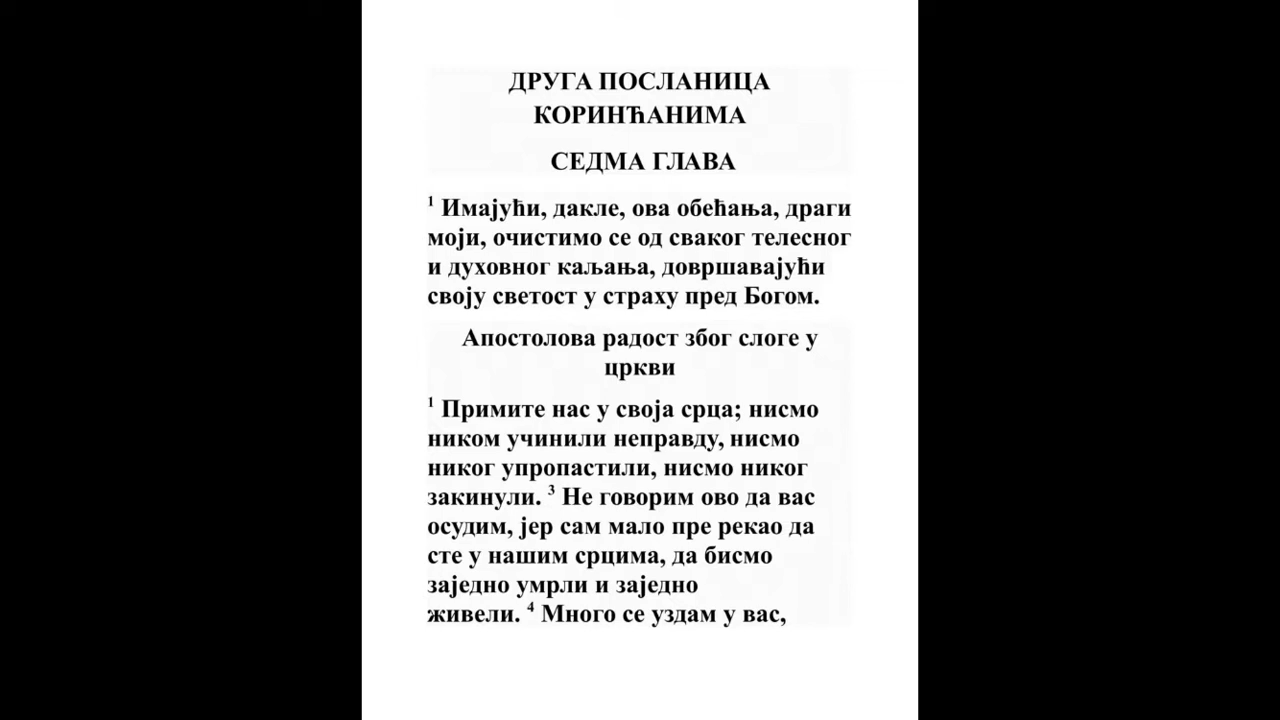 ДРУГА ПОСЛАНИЦА
КОРИНЋАНИМА
СЕДМА ГЛАВА
1 Имајући, дакле, ова обећања, драги
моји, очистимо се од сваког телесног
и духовног каљања, довршавајући
своју светост у страху пред Богом.
Апостолова радост због слоге у
цркви
1 Примите нас у своја срца; нисмо
ником учинили неправду, нисмо
никог упропастили, нисмо никог
закинули. 3 Не говорим ово да вас
осудим, јер сам мало пре рекао да
сте у нашим срцима, да бисмо
заједно умрли и заједно
живели. 4 Много се уздам у вас,